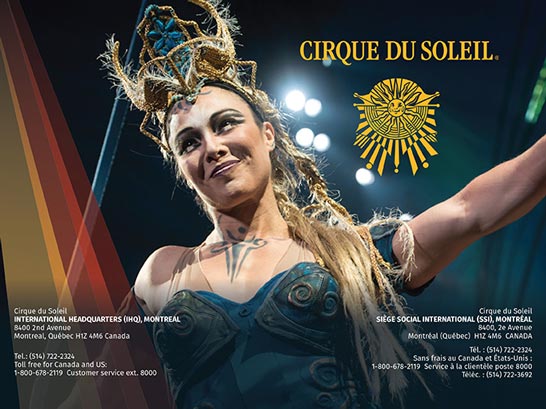 CIRQUE DU SOLEIL®
Cirque du Soleil
INTERNATIONAL HEADQUARTERS (IHQ), MONTREAL
8400 2nd Avenue
Montreal, Québec H1Z 4M6 Canada
Tel.: (514) 722-2324
Toll free for Canada and US:
1-800-678-2119 Customer service ext. 8000
Cirque du Soleil
SIÈGE SOCIAL INTERNATIONAL (SSI), MONTRÉAL
8400, 2e Avenue
Montréal (Québec) H1Z 4M6 CANADA
Tél. : (514) 722-2324
Sans frais au Canada et États-Unis :
1-800-678-2119 Service à la clientèle poste 8000
Téléc. : (514) 722-3692